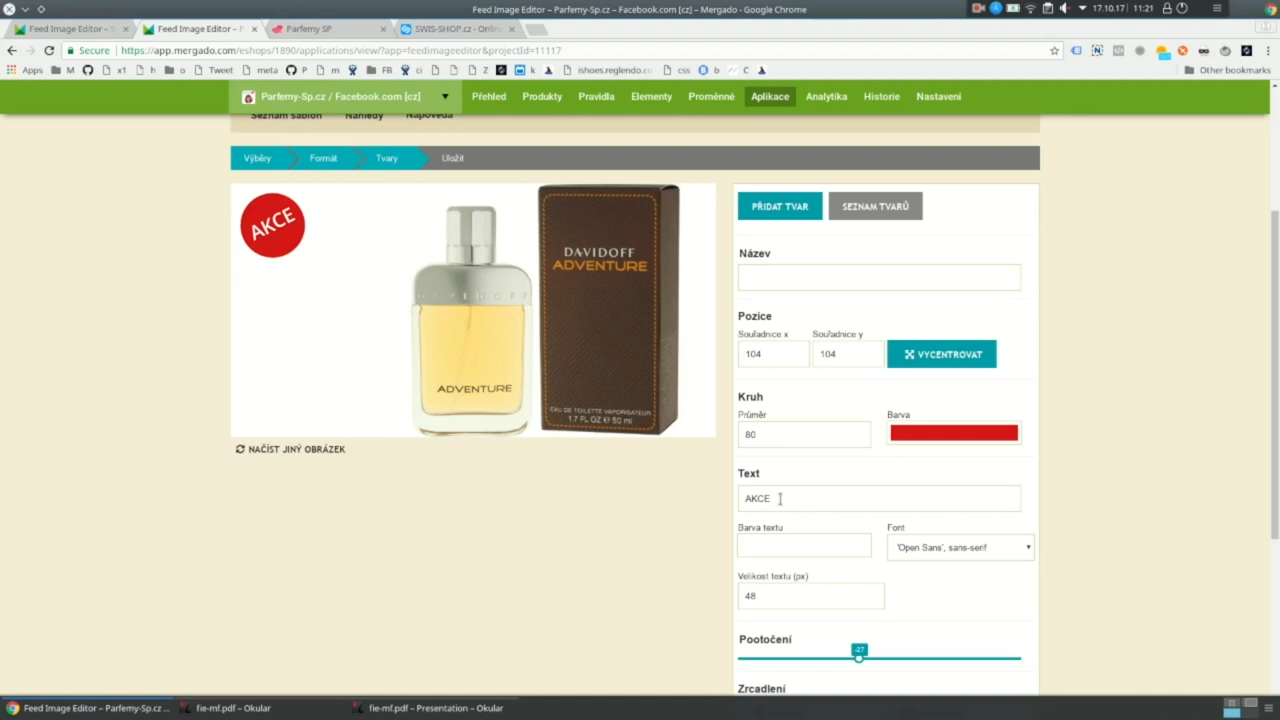 Feed Image Editor – Parfemy-Sp.cz – Facebook.com [cz] – Mergado - Google Chrome
17.10.17
11:21
Feed Image Editor –
Feed Image Editor –
Parfemy SP
SWIS-SHOP.cz - Online
Secure
https://app.mergado.com/eshops/1890/applications/view/?app=feedimageeditor&projectId=11117
Apps
M
x1
h
o
Tweet
meta
P
m
FB
ci
Z
k
ishoes.reglendo.c
css
b
C
Other bookmarks
Parfemy-Sp.cz / Facebook.com [cz]
Přehled
Produkty
Pravidla
Elementy
Proměnné
Aplikace
Analytika
Historie
Nastavení
Seznam šablon
Náhledy
Nápověda
Výběry
Formát
Tvary
Uložit
AKCE
DAVIDOFF
ADVENTURE
DAVIDOFF
ADVENTURE
EAU DE TOILETTE VAPORISATEUR
1.7 FL OZ 50 ml
NAČÍST JINÝ OBRÁZEK
PŘIDAT TVAR
SEZNAM TVARŮ
Název
Pozice
Souřadnice x
Souřadnice y
104
104
VYCENTROVAT
Kruh
Průměr
Barva
80
Text
AKCE
Barva textu
Font
'Open Sans', sans-serif
Velikost textu (px)
48
Pootočení
-27
Zrcadlení
Feed Image Editor – Parfemy-Sp.cz ...
fie-mf.pdf – Okular
fie-mf.pdf – Presentation – Okular